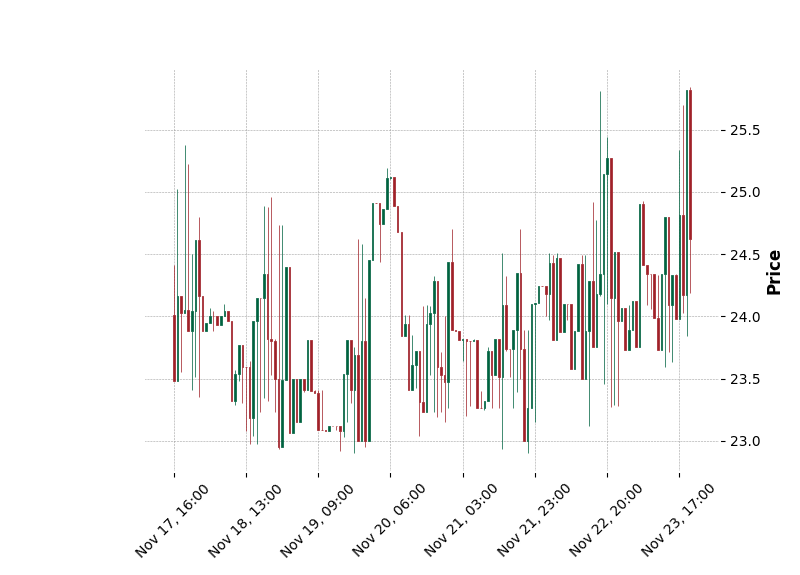 25.5
25.0
24.5
24.0
23.5
23.0
Price
Nov 17, 16:00
Nov 18, 13:00
Nov 19, 09:00
Nov 20, 06:00
Nov 21, 03:00
Nov 21, 23:00
Nov 22, 20:00
Nov 23, 17:00